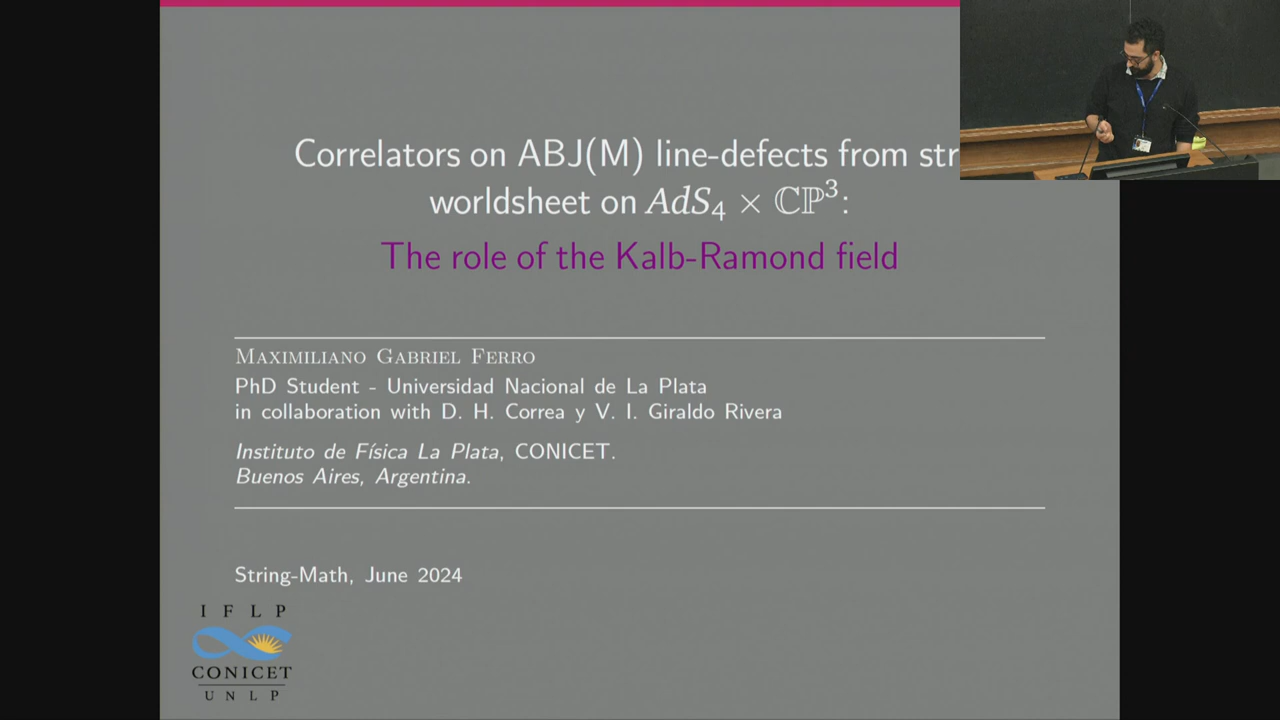 Correlators on ABJ(M) line-defects from
worldsheet on AdS₄ × ℂℙ³:
The role of the Kalb-Ramond field
Maximiliano Gabriel Ferro
PhD Student - Universidad Nacional de La Plata
in collaboration with D. H. Correa y V. I. Giraldo Rivera
Instituto de Física La Plata, CONICET.
Buenos Aires, Argentina.
String-Math, June 2024
I F L P
CONICET
U N L P